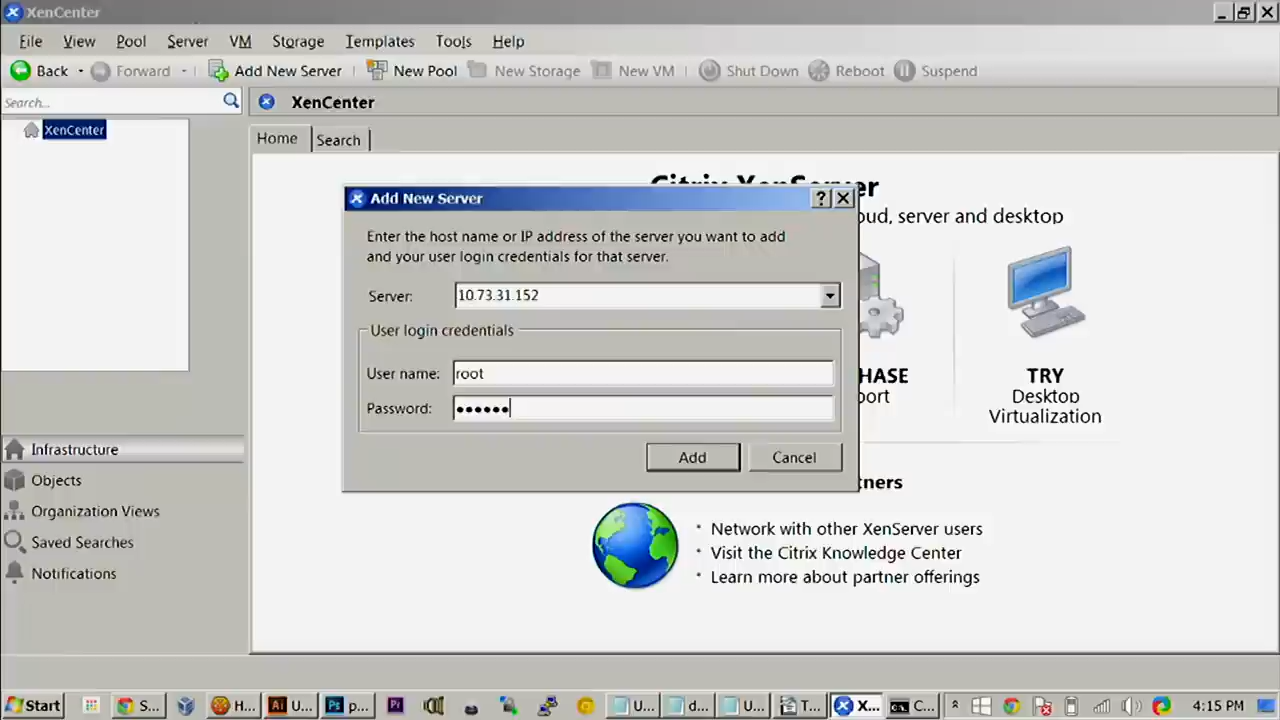 XenCenter
File View Pool Server VM Storage Templates Tools Help
Back Forward Add New Server New Pool New Storage New VM Shut Down Reboot Suspend
Search...
XenCenter
XenCenter
Home Search
Add New Server
Enter the host name or IP address of the server you want to add
and your user login credentials for that server.
Server: 10.73.31.152
User login credentials
User name: root
Password: ••••••
Add Cancel
server and desktop
TRY
Desktop
Virtualization
Infrastructure
Objects
Organization Views
Saved Searches
Notifications
Network with other XenServer users
Visit the Citrix Knowledge Center
Learn more about partner offerings
Start S... H... U... p... U... d... U... T... X... C... 4:15 PM